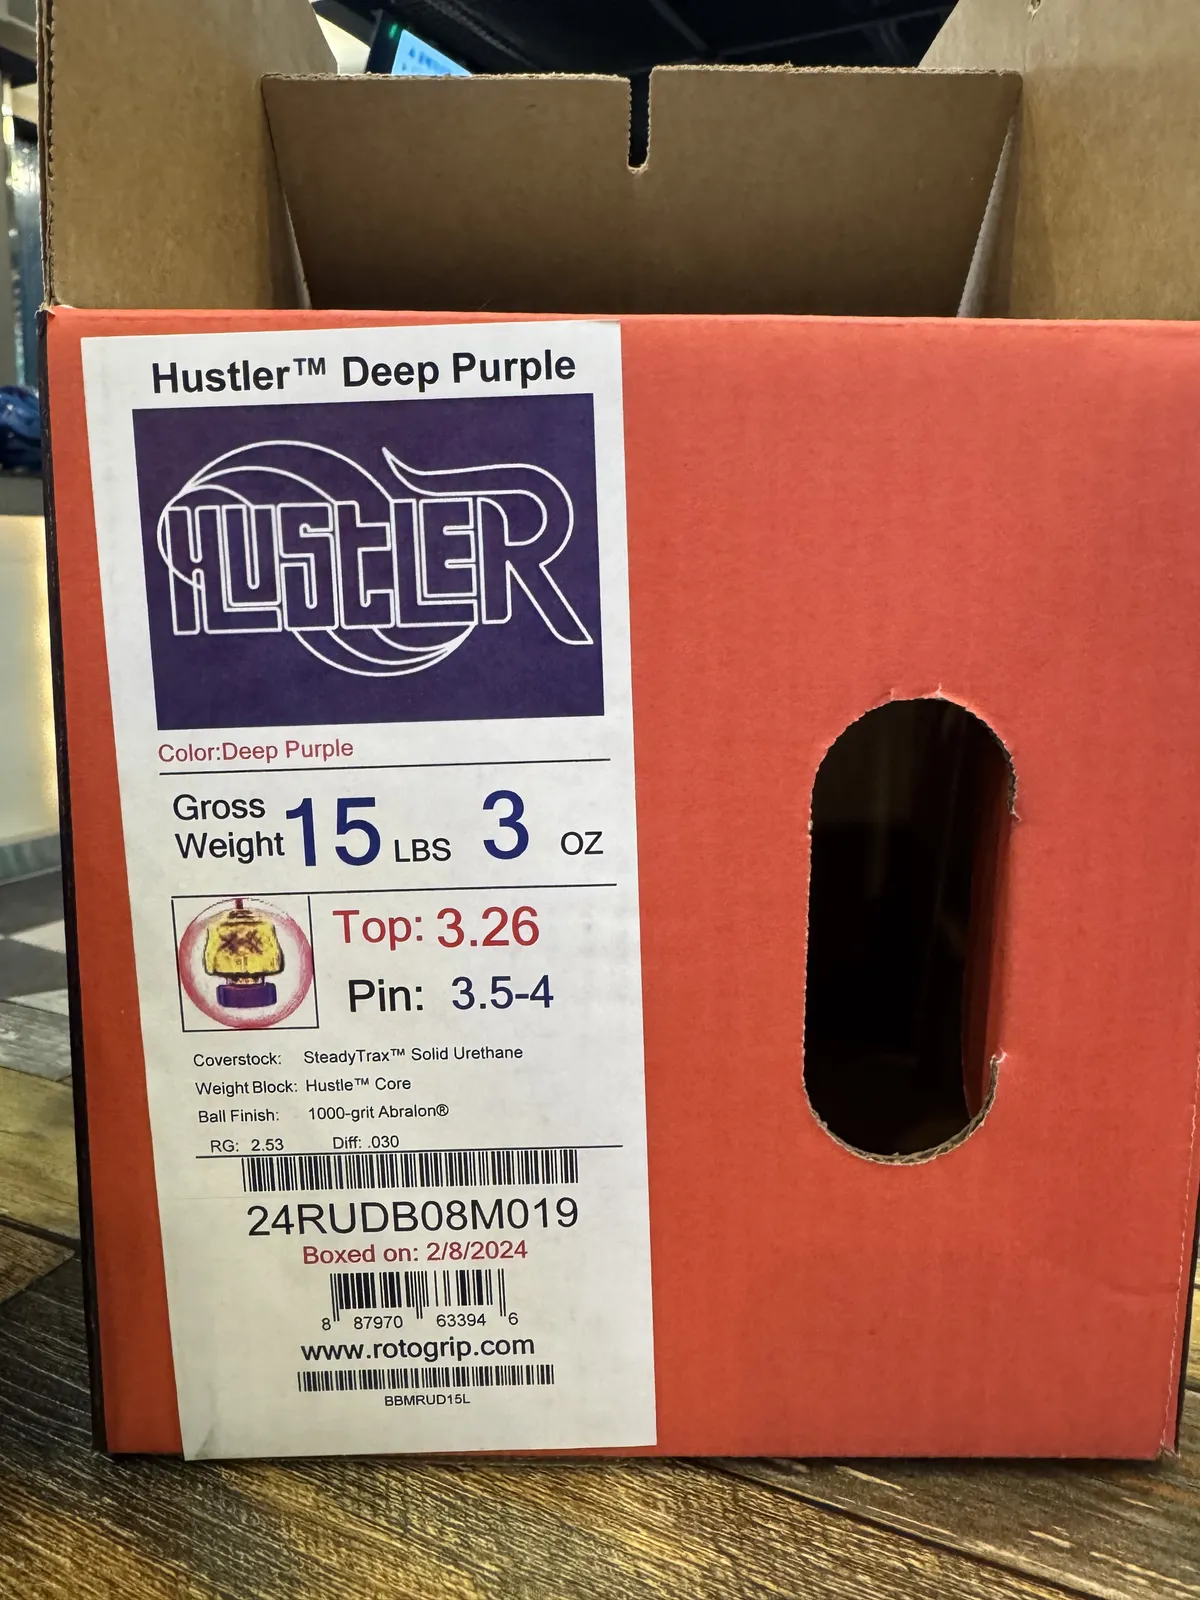 Hustler™ Deep Purple
HUSTLER
Color:Deep Purple
Gross Weight 15 LBS 3 OZ
Top: 3.26
Pin: 3.5-4
Coverstock: SteadyTrax™ Solid Urethane
Weight Block: Hustle™ Core
Ball Finish: 1000-grit Abralon®
RG: 2.53 Diff: .030
24RUDB08M019
Boxed on: 2/8/2024
8 87970 63394 6
www.rotogrip.com
BBMRUD15L